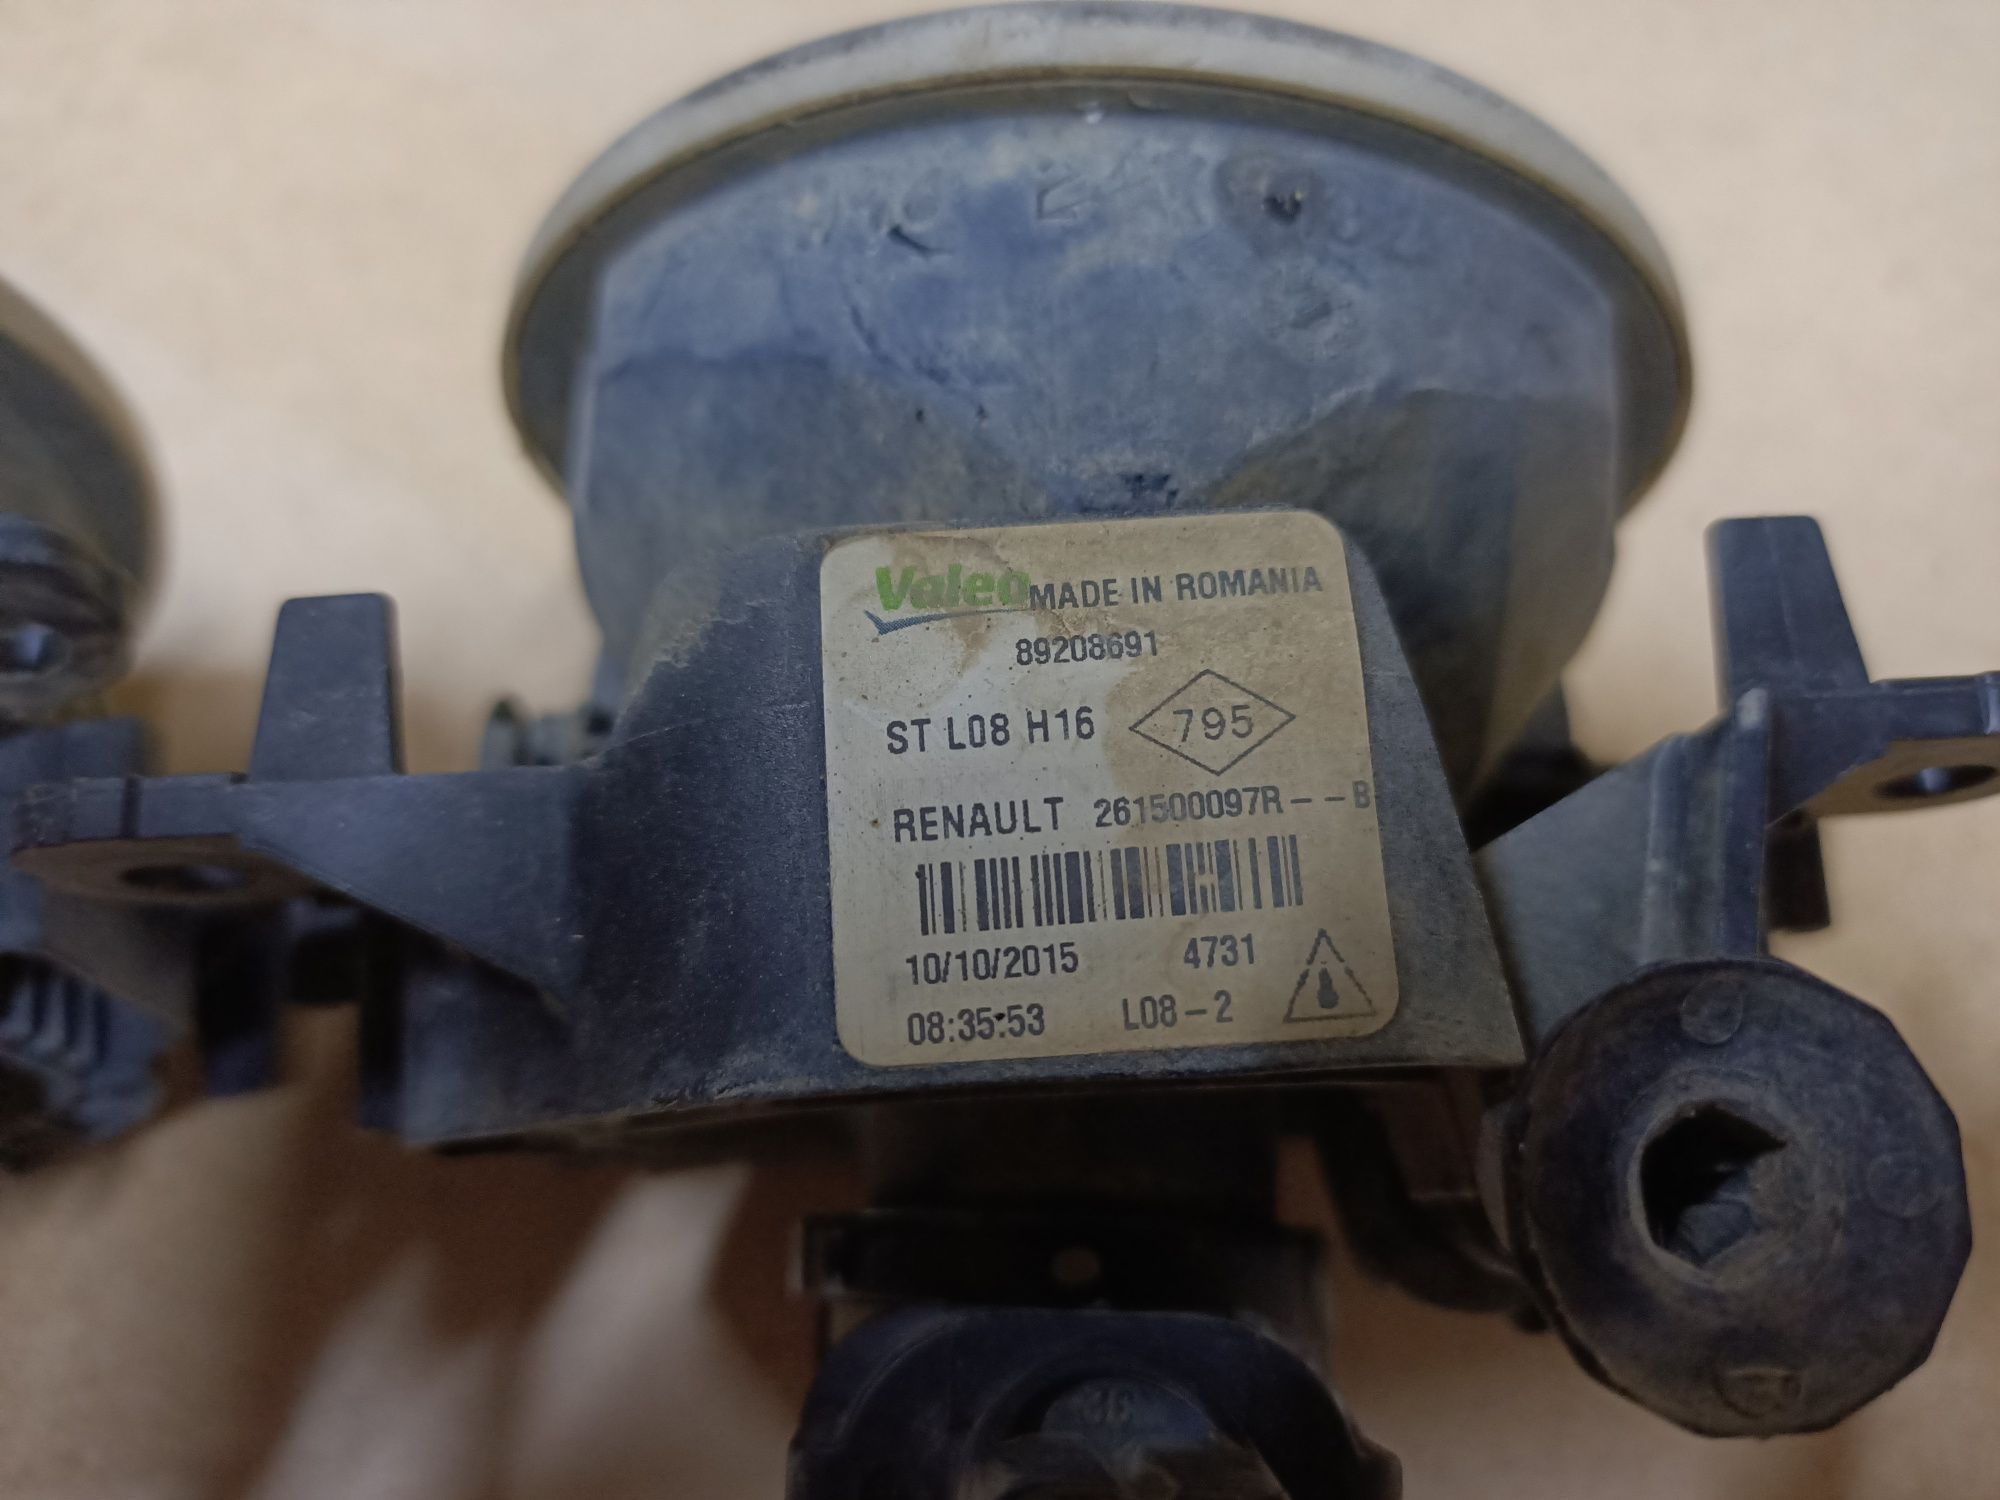 Valeo MADE IN ROMANIA
89208691
ST L08 H16 795
RENAULT 261500097R--B
10/10/2015 4731
08:35:53 L08-2